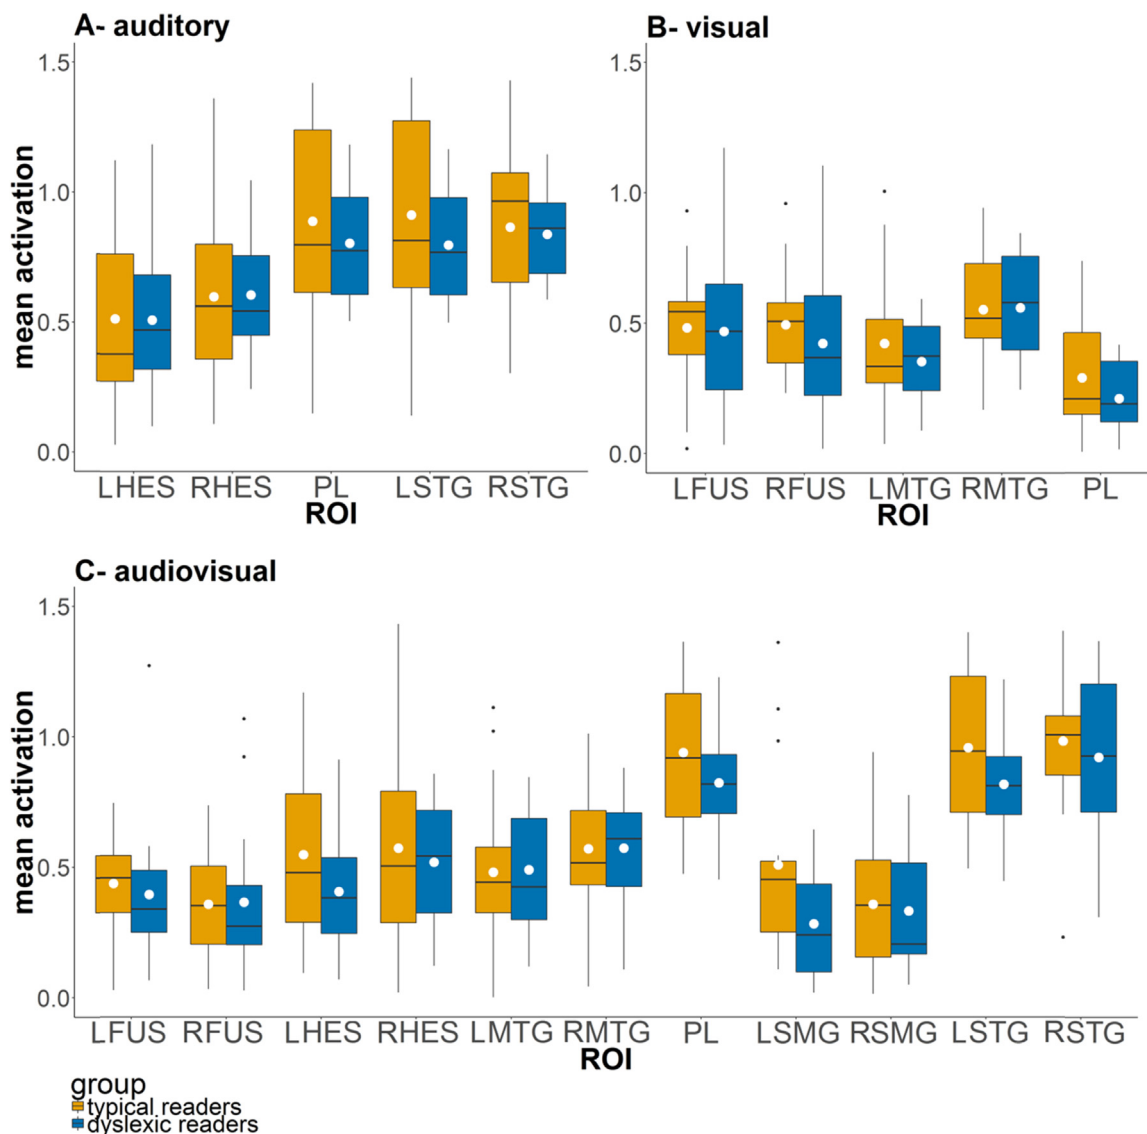 A- auditory
1.5
1.0
0.5
0.0
mean activation
LHES RHES PL LSTG RSTG
ROI
B- visual
1.5
1.0
0.5
0.0
LFUS RFUS LMTG RMTG PL
ROI
C- audiovisual
1.5
1.0
0.5
0.0
mean activation
LFUS RFUS LHES RHES LMTG RMTG PL LSMG RSMG LSTG RSTG
ROI
group
typical readers
dyslexic readers